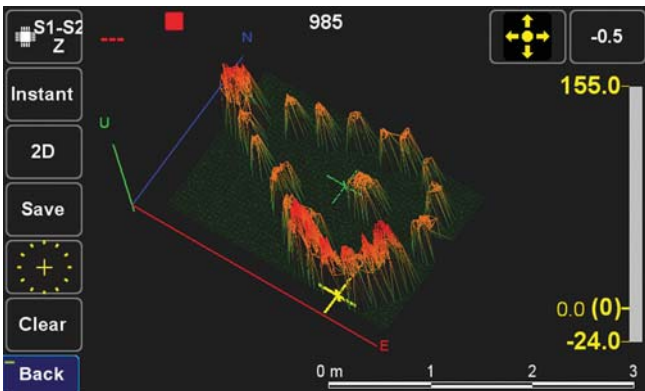 S1-S2
Z
---
985
-0.5
N
155.0
Instant
U
2D
Save
0.0 (0)
Clear
-24.0
E
Back
0 m 1 2 3